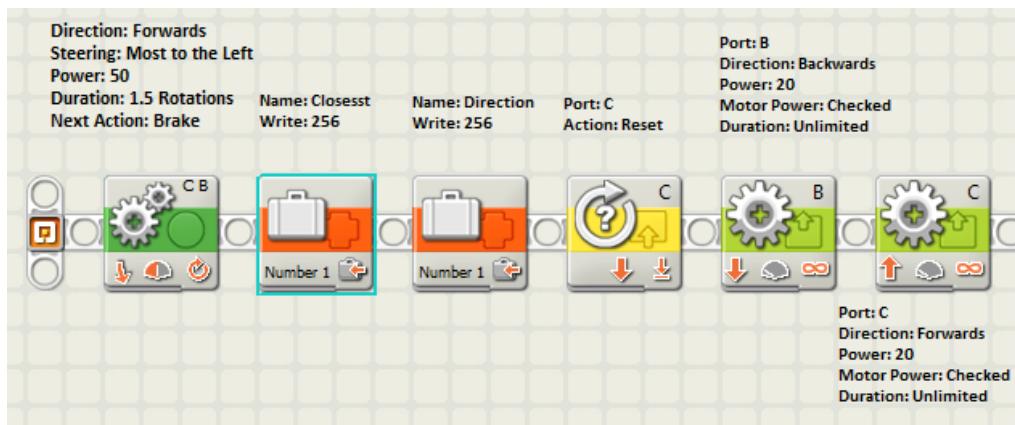 Direction: Forwards
Steering: Most to the Left
Power: 50
Duration: 1.5 Rotations
Next Action: Brake
Name: Closesst
Write: 256
Name: Direction
Write: 256
Port: C
Action: Reset
Port: B
Direction: Backwards
Power: 20
Motor Power: Checked
Duration: Unlimited
C B
Number 1
Number 1
C
?
B
C
Port: C
Direction: Forwards
Power: 20
Motor Power: Checked
Duration: Unlimited